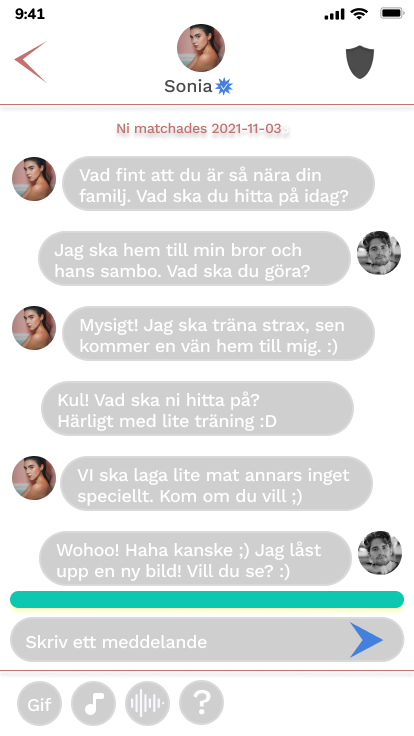 9:41
Sonia
Ni matchades 2021-11-03
Vad fint att du är så nära din
familj. Vad ska du hitta på idag?
Jag ska hem till min bror och
hans sambo. Vad ska du göra?
Mysigt! Jag ska träna strax, sen
kommer en vän hem till mig. :)
Kul! Vad ska ni hitta på?
Härligt med lite träning :D
VI ska laga lite mat annars inget
speciellt. Kom om du vill ;)
Wohoo! Haha kanske ;) Jag låst
upp en ny bild! Vill du se? :)
Skriv ett meddelande
Gif
?